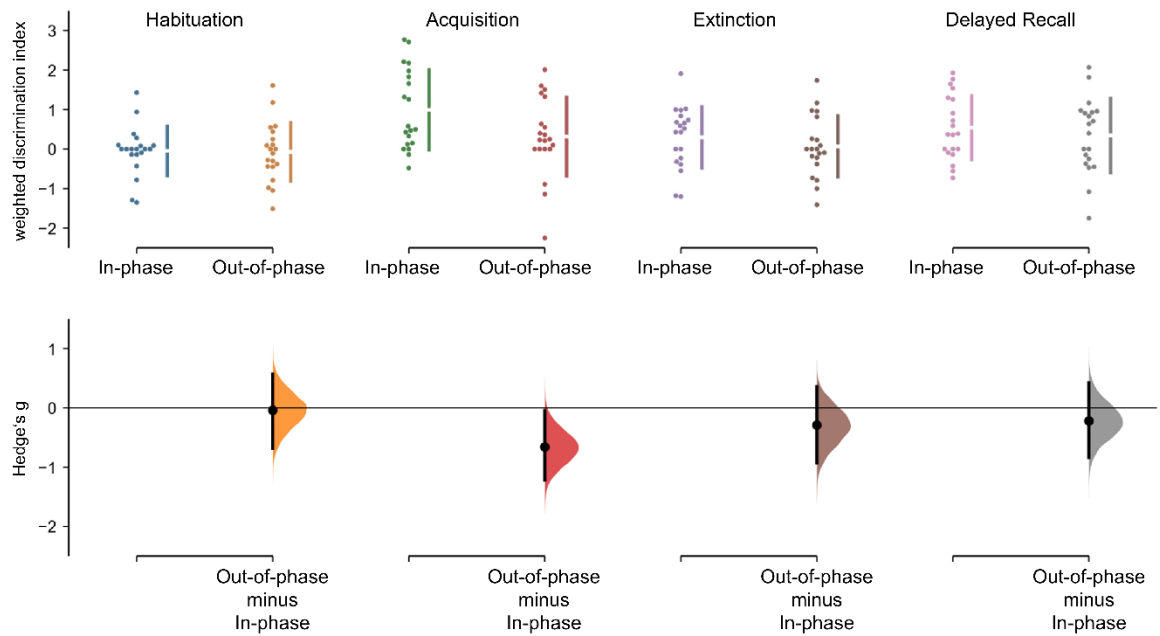 Habituation Acquisition Extinction Delayed Recall
weighted discrimination index
3
2
1
0
−1
−2
In-phase Out-of-phase In-phase Out-of-phase In-phase Out-of-phase In-phase Out-of-phase
Hedge's g
1
0
−1
−2
Out-of-phase Out-of-phase Out-of-phase Out-of-phase
minus minus minus minus
In-phase In-phase In-phase In-phase